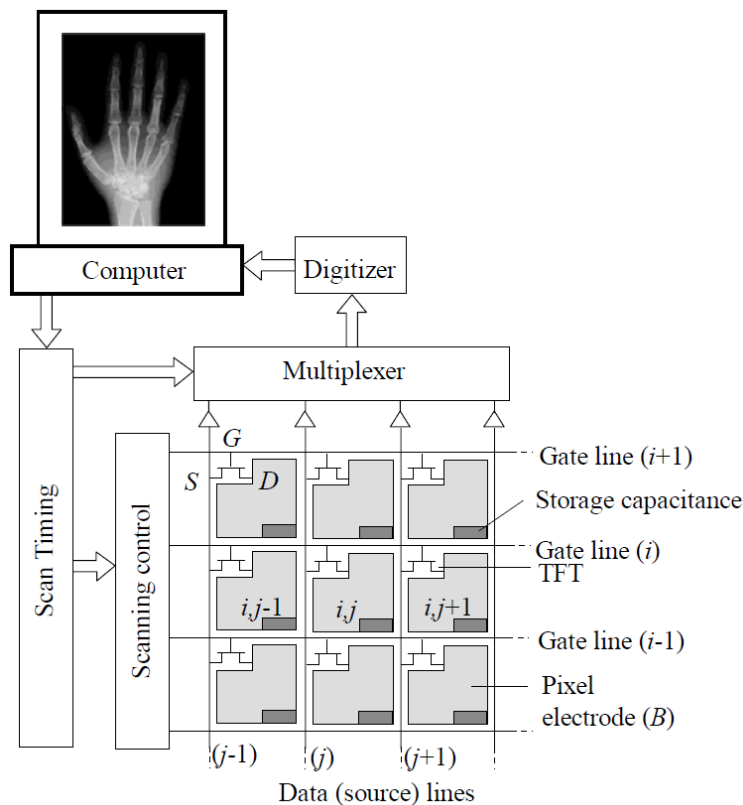 Computer
Digitizer
Multiplexer
Scan Timing
Scanning control
G
S
D
Gate line (i+1)
Storage capacitance
Gate line (i)
TFT
i,j-1
i,j
i,j+1
Gate line (i-1)
Pixel
electrode (B)
(j-1)
(j)
(j+1)
Data (source) lines